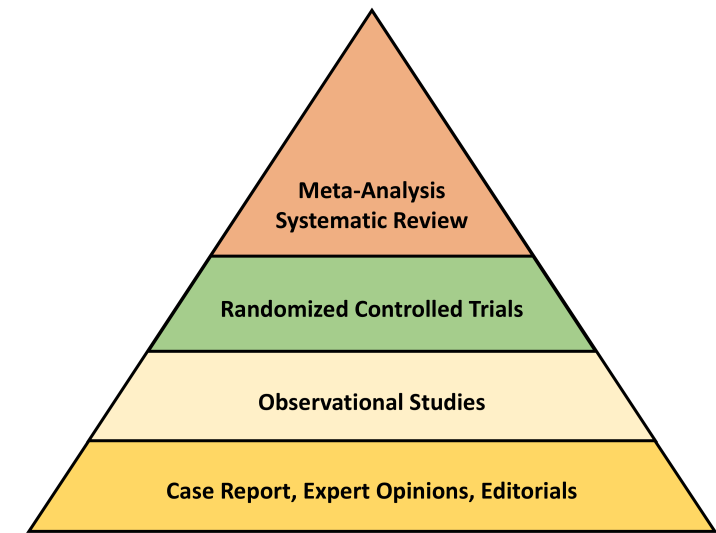 Meta-Analysis
Systematic Review
Randomized Controlled Trials
Observational Studies
Case Report, Expert Opinions, Editorials